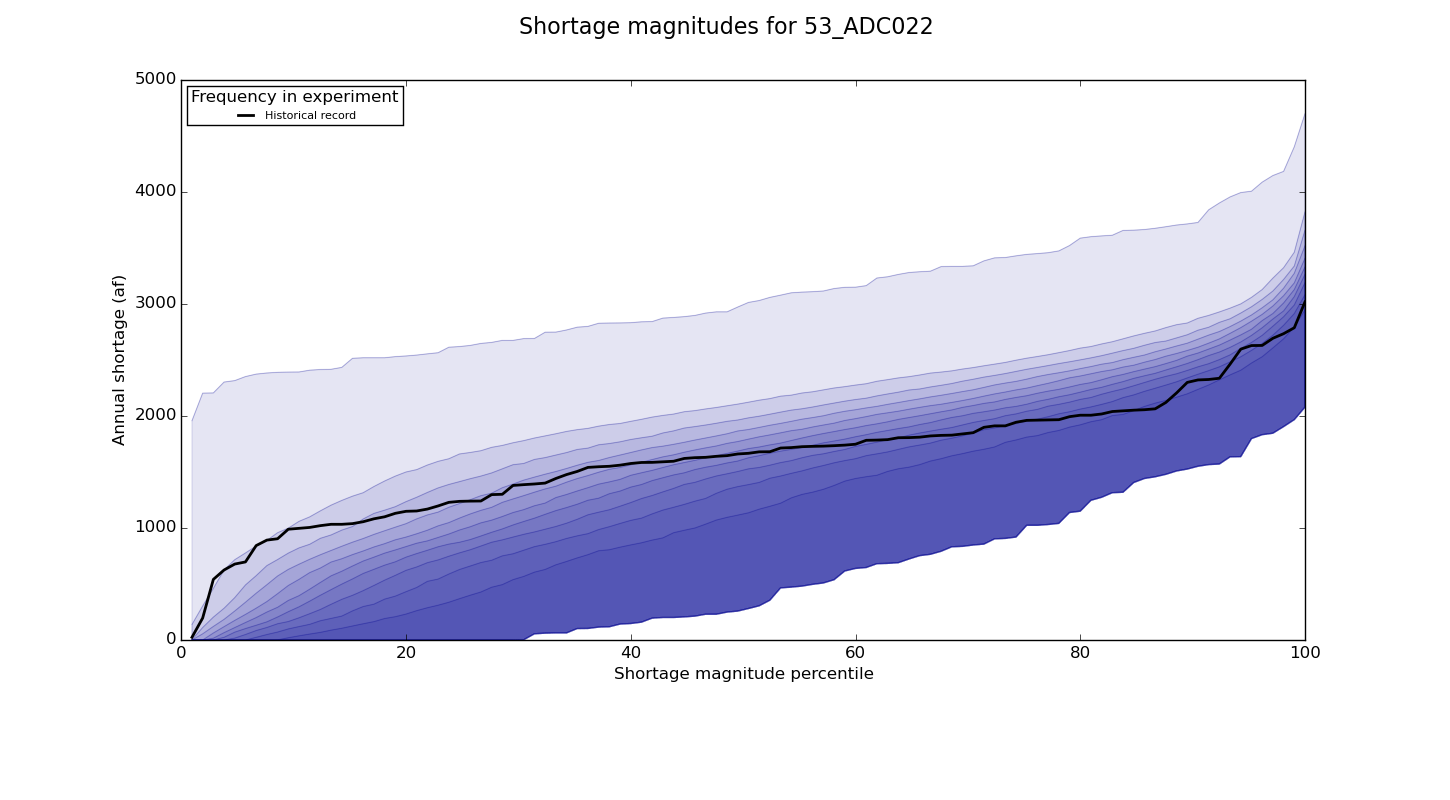 Shortage magnitudes for 53_ADC022
5000
4000
3000
2000
1000
0
Annual shortage (af)
Frequency in experiment
Historical record
0 20 40 60 80 100
Shortage magnitude percentile